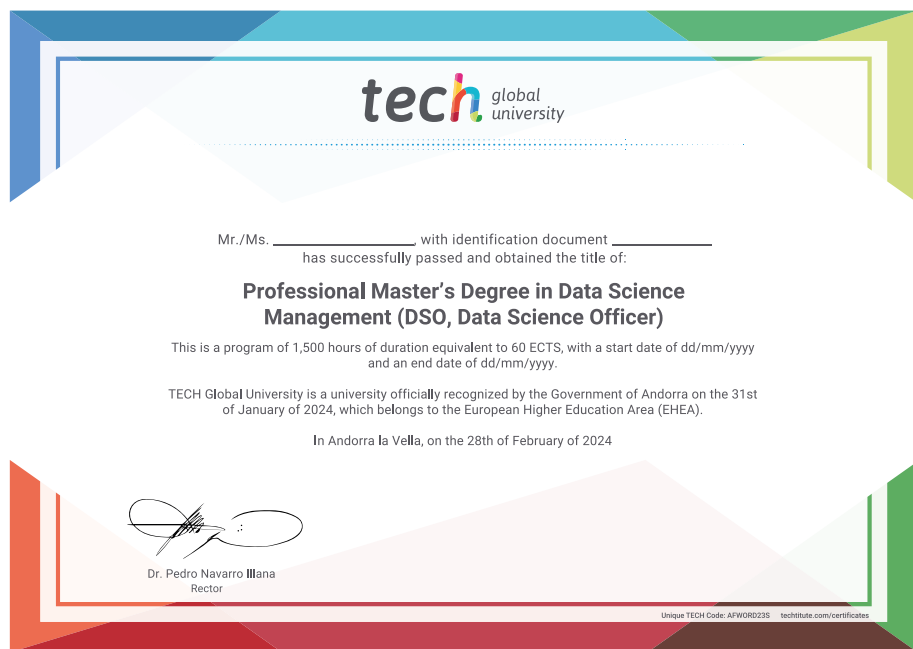 tech global university
Mr./Ms. ________________, with identification document ___________
has successfully passed and obtained the title of:
Professional Master's Degree in Data Science
Management (DSO, Data Science Officer)
This is a program of 1,500 hours of duration equivalent to 60 ECTS, with a start date of dd/mm/yyyy
and an end date of dd/mm/yyyy.
TECH Global University is a university officially recognized by the Government of Andorra on the 31st
of January of 2024, which belongs to the European Higher Education Area (EHEA).
In Andorra la Vella, on the 28th of February of 2024
Dr. Pedro Navarro Illana
Rector
Unique TECH Code: AFWORD23S techtitute.com/certificates